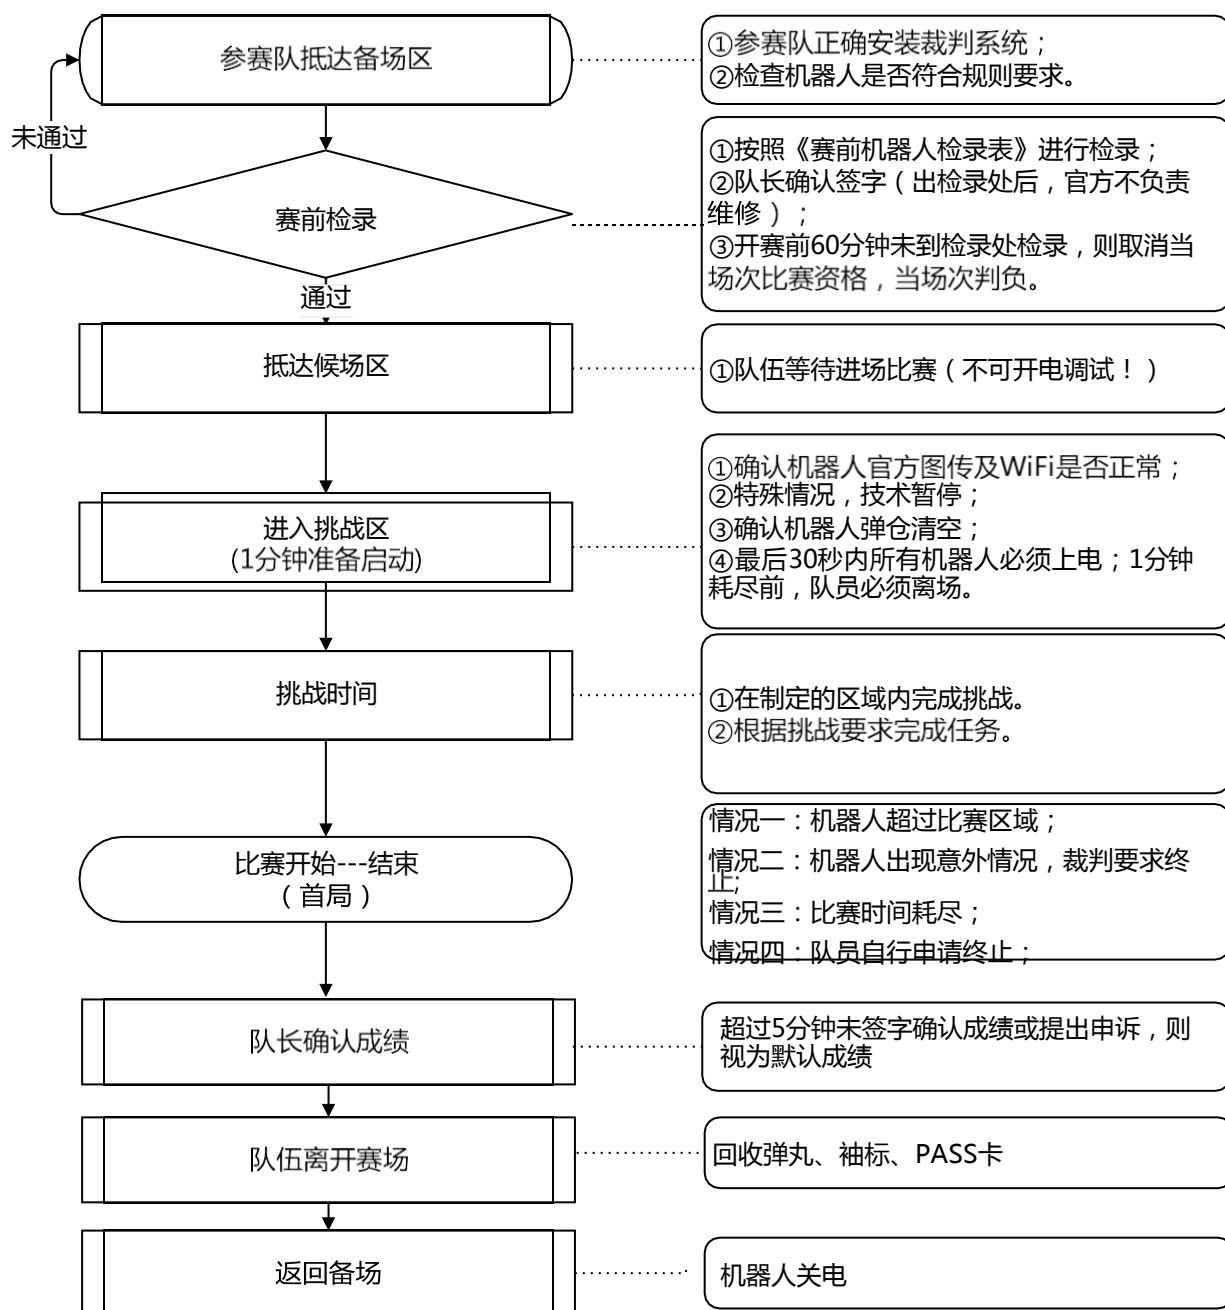 参赛队抵达备场区
①参赛队正确安装裁判系统；
②检查机器人是否符合规则要求。
未通过
赛前检录
①按照《赛前机器人检录表》进行检录；
②队长确认签字（出检录处后，官方不负责
维修）；
③开赛前60分钟未到检录处检录，则取消当
场次比赛资格，当场次判负。
通过
抵达候场区
①队伍等待进场比赛（不可开电调试！）
进入挑战区
(1分钟准备启动)
①确认机器人官方图传及WiFi是否正常；
②特殊情况，技术暂停；
③确认机器人弹仓清空；
④最后30秒内所有机器人必须上电；1分钟
耗尽前，队员必须离场。
挑战时间
①在制定的区域内完成挑战。
②根据挑战要求完成任务。
比赛开始---结束
（首局）
情况一：机器人超过比赛区域；
情况二：机器人出现意外情况，裁判要求终
止;
情况三：比赛时间耗尽；
情况四：队员自行申请终止；
队长确认成绩
超过5分钟未签字确认成绩或提出申诉，则
视为默认成绩
队伍离开赛场
回收弹丸、袖标、PASS卡
返回备场
机器人关电